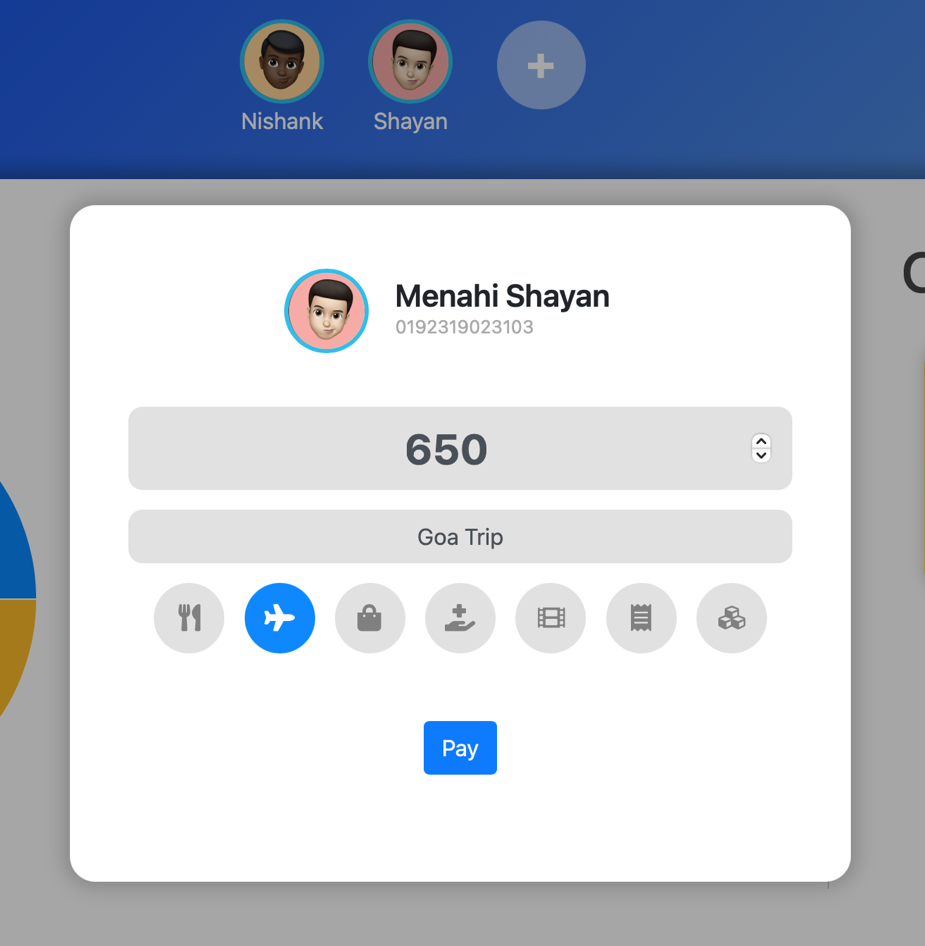 Nishank
Shayan
Menahi Shayan
0192319023103
650
Goa Trip
Pay